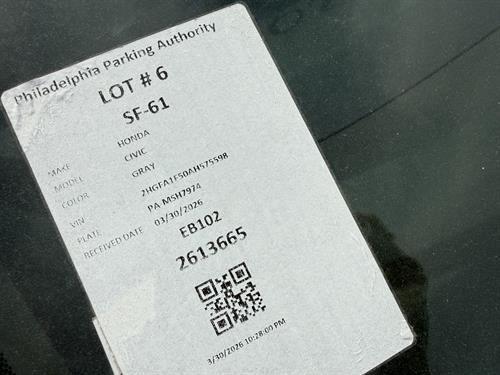 Philadelphia Parking Authority
LOT # 6
SF-61
MAKE HONDA
MODEL CIVIC
COLOR GRAY
VIN 2HGFA1F50AH575598
PLATE PA-MSH7974
RECEIVED DATE 03/30/2026
EB102
2613665
3/30/2026 10:28:00 PM